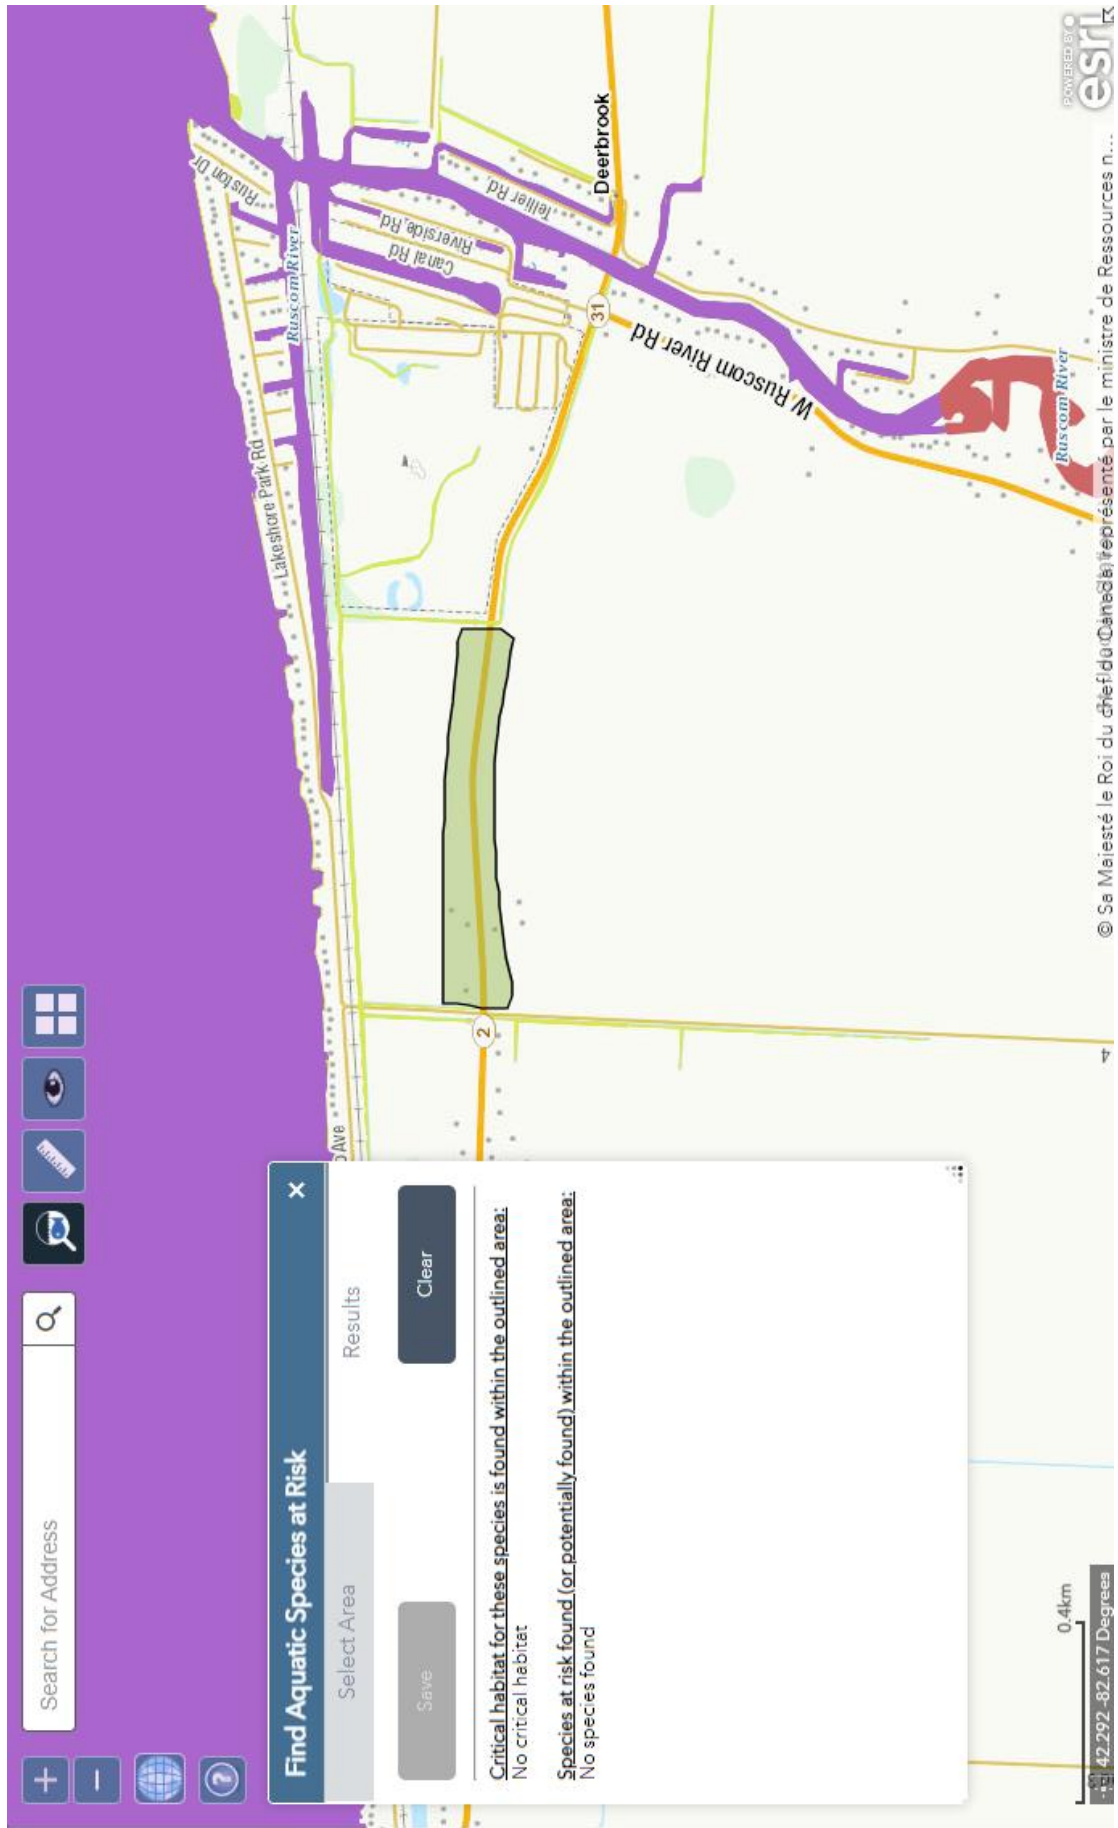 Search for Address
Find Aquatic Species at Risk
×
Select Area
Results
Save
Clear
Critical habitat for these species is found within the outlined area:
No critical habitat
Species at risk found (or potentially found) within the outlined area:
No species found
Ave
Lakeshore Park Rd
Ruston Dr
Ruscom River
Canal Rd
Riverside Rd
Tellier Rd
Deerbrook
2
31
W Ruscom River Rd
Ruscom River
4
0.4km
42.292 -82.617 Degrees
© Sa Majesté le Roi du chef du Canada, représenté par le ministre de Ressources n...
POWERED BY
esri